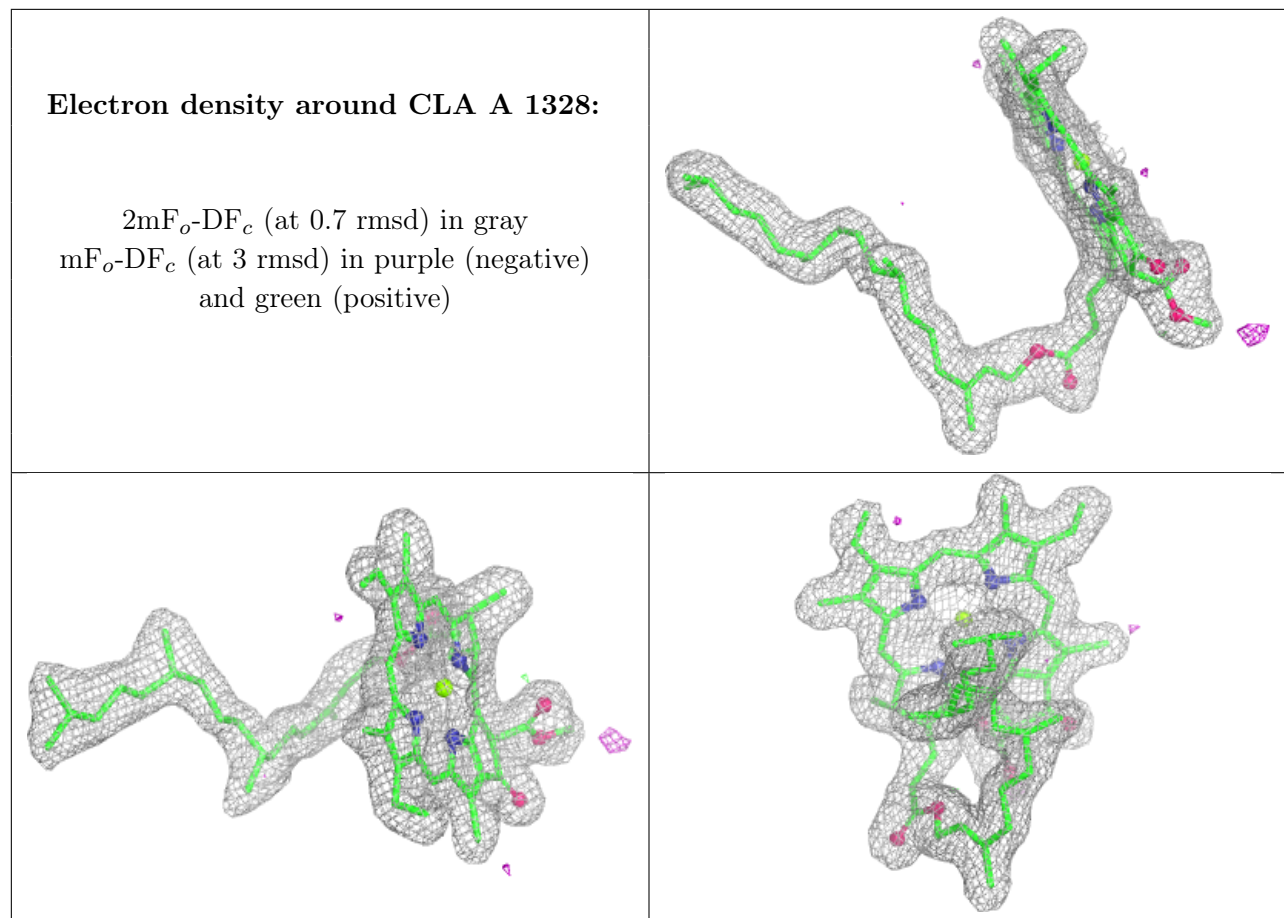 Electron density around CLA A 1328:
2mFo-DFc (at 0.7 rmsd) in gray
mFo-DFc (at 3 rmsd) in purple (negative)
and green (positive)